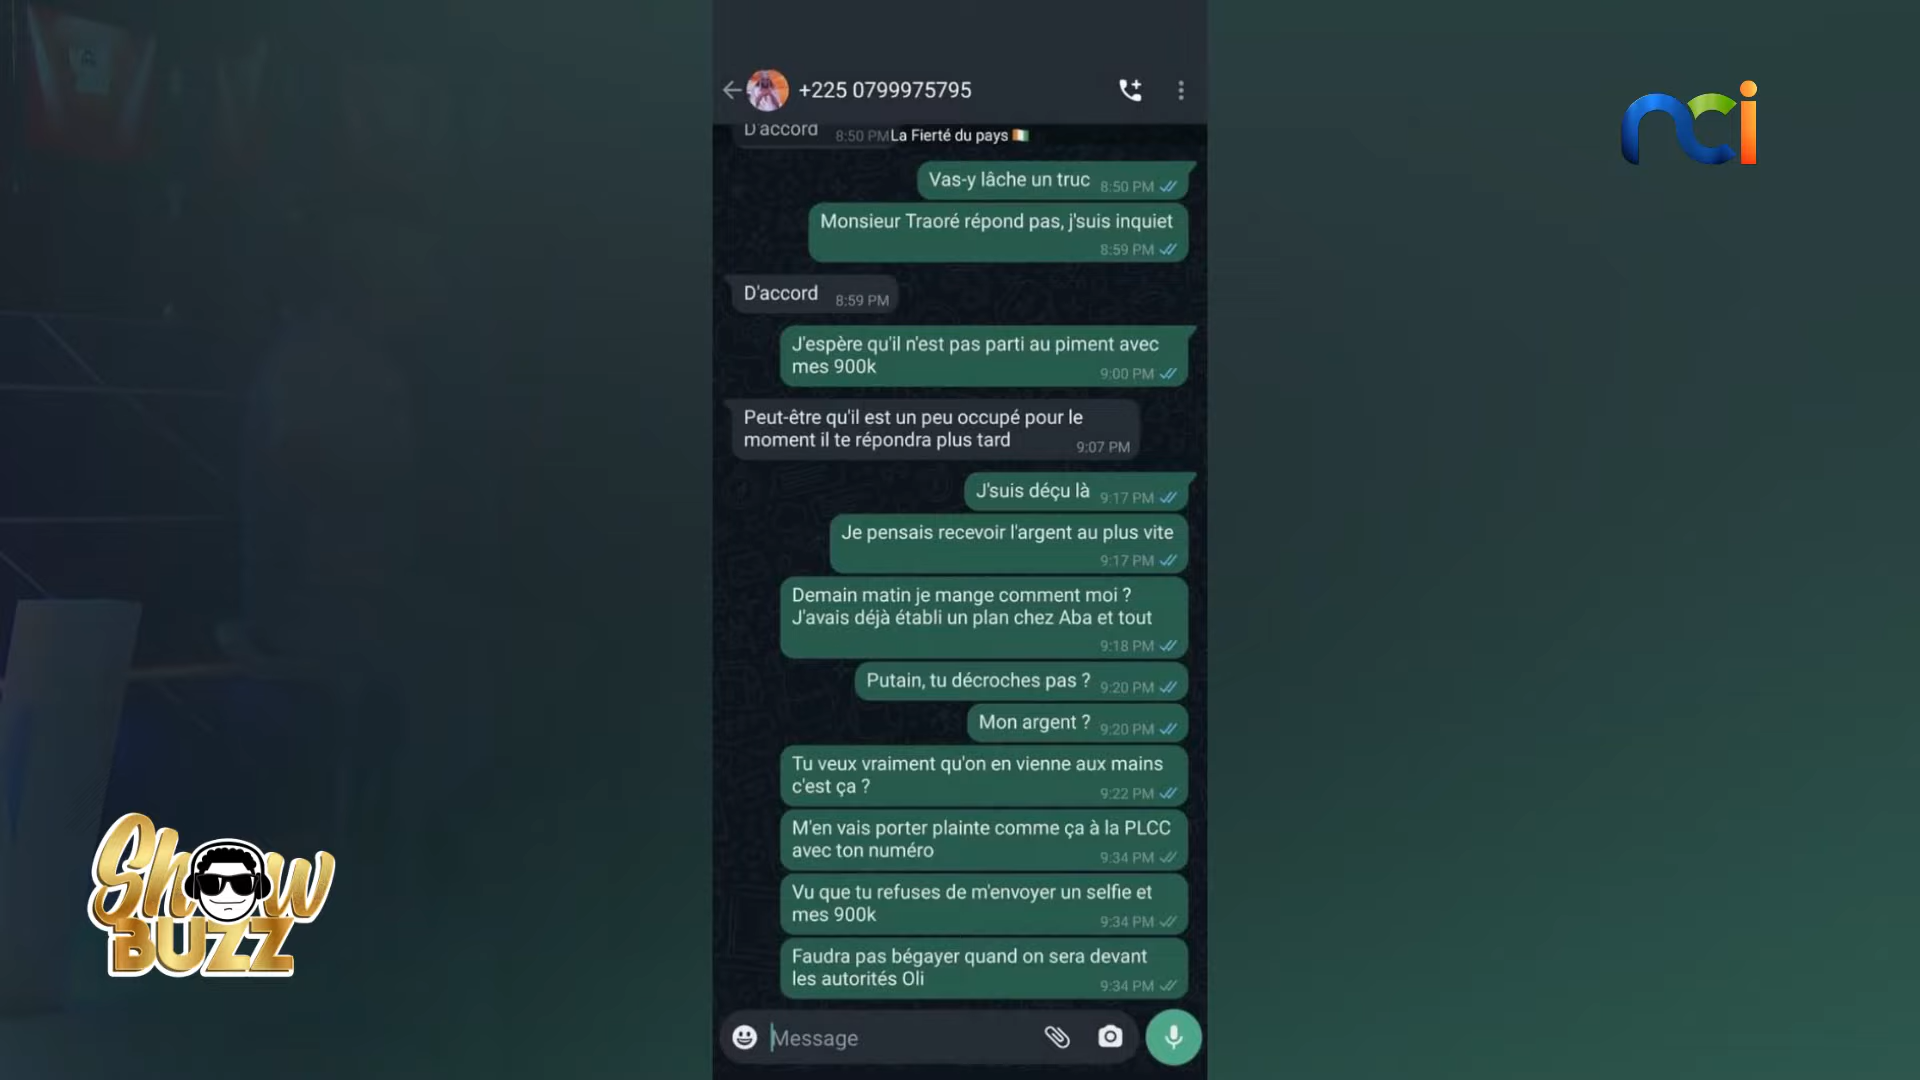 +225 0799975795
nci
D'accord 8:50 PM
La Fierté du pays 🇨🇮
Vas-y lâche un truc 8:50 PM
Monsieur Traoré répond pas, j'suis inquiet
8:59 PM
D'accord 8:59 PM
J'espère qu'il n'est pas parti au piment avec
mes 900k 9:00 PM
Peut-être qu'il est un peu occupé pour le
moment il te répondra plus tard 9:07 PM
J'suis déçu là 9:17 PM
Je pensais recevoir l'argent au plus vite
9:17 PM
Demain matin je mange comment moi ?
J'avais déjà établi un plan chez Aba et tout
9:18 PM
Putain, tu décroches pas ? 9:20 PM
Mon argent ? 9:20 PM
Tu veux vraiment qu'on en vienne aux mains
c'est ça ? 9:22 PM
M'en vais porter plainte comme ça à la PLCC
avec ton numéro 9:34 PM
Vu que tu refuses de m'envoyer un selfie et
mes 900k 9:34 PM
Faudra pas bégayer quand on sera devant
les autorités Oli 9:34 PM
Message
Show
BUZZ